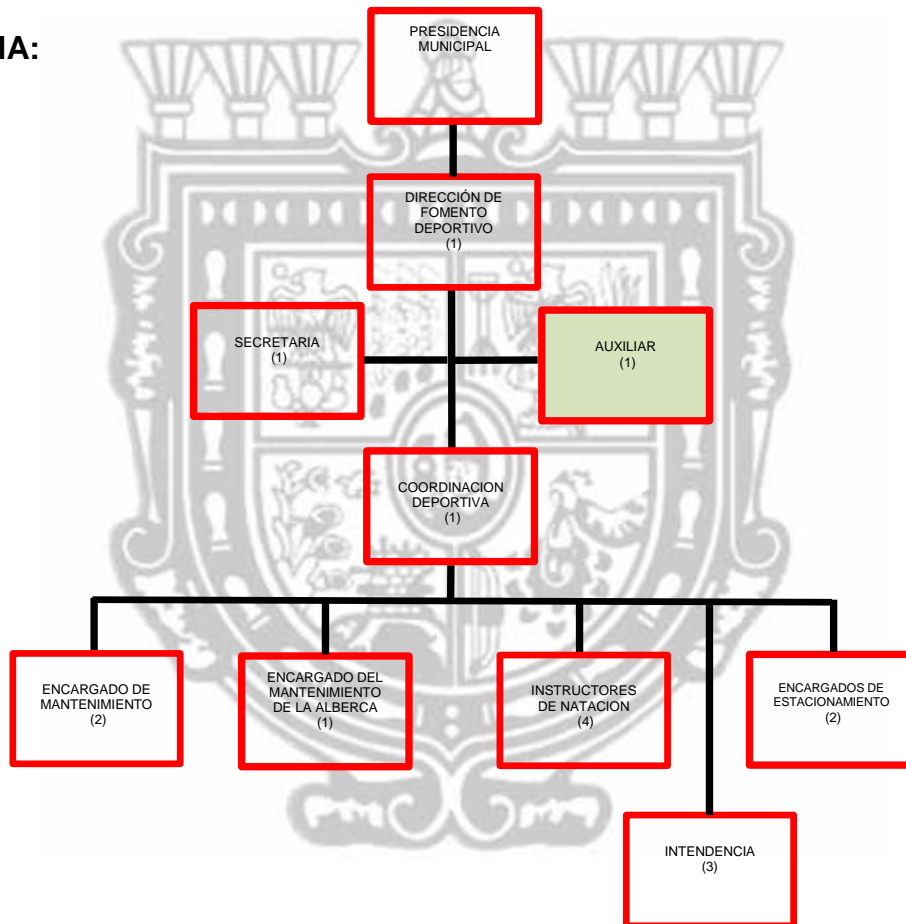 MA:
PRESIDENCIA
MUNICIPAL
DIRECCIÓN DE
FOMENTO
DEPORTIVO
(1)
SECRETARIA
(1)
AUXILIAR
(1)
COORDINACION
DEPORTIVA
(1)
ENCARGADO DE
MANTENIMIENTO
(2)
ENCARGADO DEL
MANTENIMIENTO
DE LA ALBERCA
(1)
INSTRUCTORES
DE NATACION
(4)
ENCARGADOS DE
ESTACIONAMIENTO
(2)
INTENDENCIA
(3)